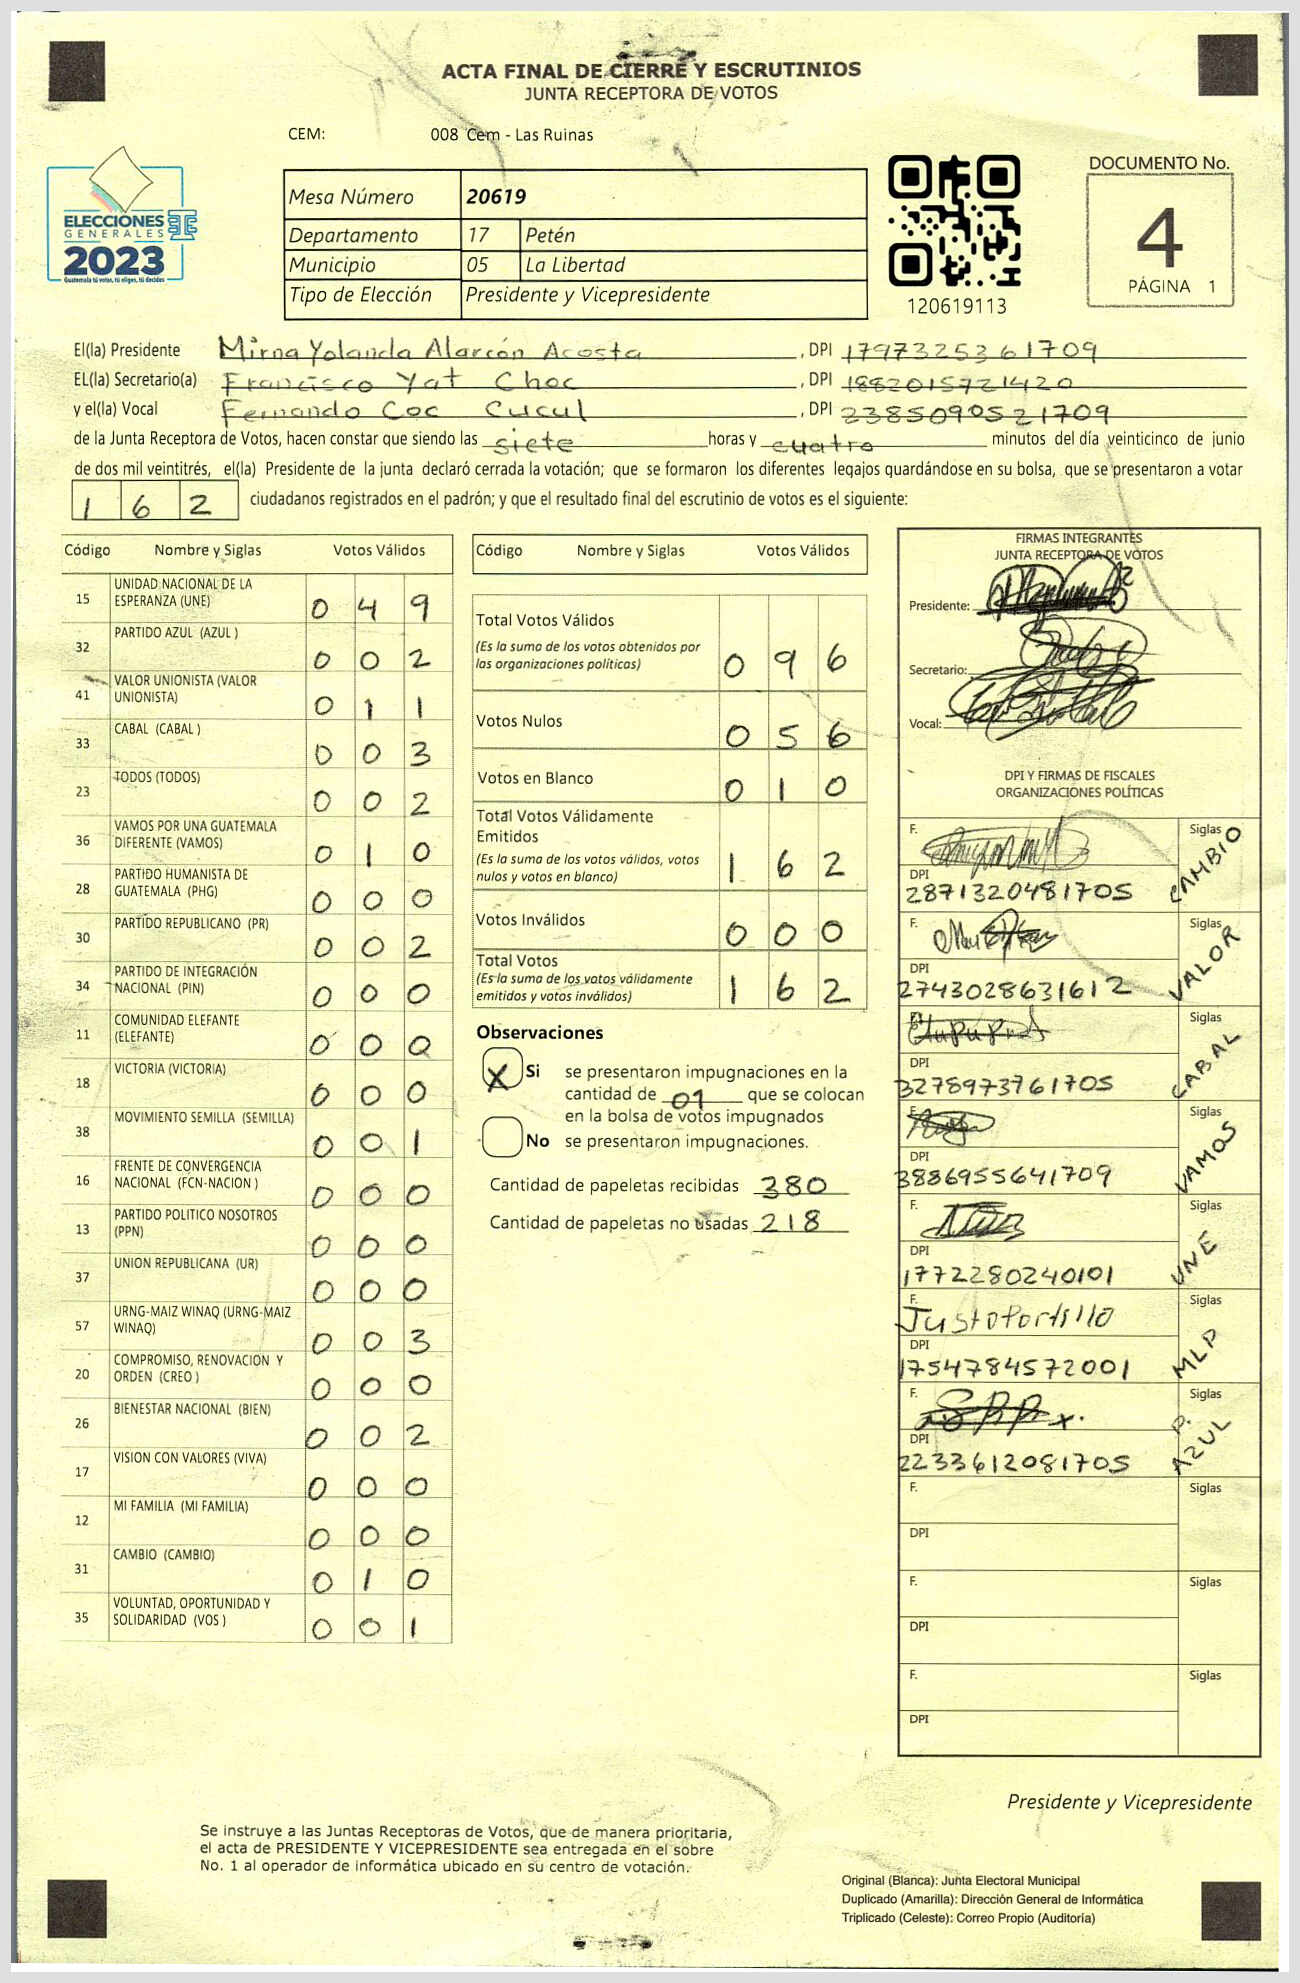 ACTA FINAL DE CIERRE Y ESCRUTINIOS
JUNTA RECEPTORA DE VOTOS
CEM: 008 Cem - Las Ruinas
ELECCIONES
GENERALES
2023
Guatemala tú votas, tú eliges, tú decides
Mesa Número 20619
Departamento 17 Petén
Municipio 05 La Libertad
Tipo de Elección Presidente y Vicepresidente
120619113
DOCUMENTO No.
4
PÁGINA 1
El(la) Presidente Mirna Yolanda Alarcón Acosta, DPI 1797325361709
EL(la) Secretario(a) Francisco Yat Choc, DPI 1882015721420
y el(la) Vocal Fernando Coc Cucul, DPI 2385090521709
de la Junta Receptora de Votos, hacen constar que siendo las siete horas y cuatro minutos del día veinticinco de junio
de dos mil veintitrés, el(la) Presidente de la junta declaró cerrada la votación; que se formaron los diferentes legajos quardándose en su bolsa, que se presentaron a votar
162 ciudadanos registrados en el padrón; y que el resultado final del escrutinio de votos es el siguiente:
Código Nombre y Siglas Votos Válidos
15 UNIDAD NACIONAL DE LA ESPERANZA (UNE) 0 4 9
32 PARTIDO AZUL (AZUL ) 0 0 2
41 VALOR UNIONISTA (VALOR UNIONISTA) 0 1 1
33 CABAL (CABAL ) 0 0 3
23 TODOS (TODOS) 0 0 2
36 VAMOS POR UNA GUATEMALA DIFERENTE (VAMOS) 0 1 0
28 PARTIDO HUMANISTA DE GUATEMALA (PHG) 0 0 0
30 PARTIDO REPUBLICANO (PR) 0 0 2
34 PARTIDO DE INTEGRACIÓN NACIONAL (PIN) 0 0 0
11 COMUNIDAD ELEFANTE (ELEFANTE) 0 0 0
18 VICTORIA (VICTORIA) 0 0 0
38 MOVIMIENTO SEMILLA (SEMILLA) 0 0 1
16 FRENTE DE CONVERGENCIA NACIONAL (FCN-NACION ) 0 0 0
13 PARTIDO POLITICO NOSOTROS (PPN) 0 0 0
37 UNION REPUBLICANA (UR) 0 0 0
57 URNG-MAIZ WINAQ (URNG-MAIZ WINAQ) 0 0 3
20 COMPROMISO, RENOVACION Y ORDEN (CREO ) 0 0 0
26 BIENESTAR NACIONAL (BIEN) 0 0 2
17 VISION CON VALORES (VIVA) 0 0 0
12 MI FAMILIA (MI FAMILIA) 0 0 0
31 CAMBIO (CAMBIO) 0 1 0
35 VOLUNTAD, OPORTUNIDAD Y SOLIDARIDAD (VOS ) 0 0 1
Código Nombre y Siglas Votos Válidos
Total Votos Válidos 0 9 6
(Es la suma de los votos obtenidos por
las organizaciones políticas)
Votos Nulos 0 5 6
Votos en Blanco 0 1 0
Total Votos Válidamente
Emitidos 1 6 2
(Es la suma de los votos válidos, votos
nulos y votos en blanco)
Votos Inválidos 0 0 0
Total Votos 1 6 2
(Es la suma de los votos válidamente
emitidos y votos inválidos)
Observaciones
X Si se presentaron impugnaciones en la
cantidad de 01 que se colocan
en la bolsa de votos impugnados
No se presentaron impugnaciones.
Cantidad de papeletas recibidas 380
Cantidad de papeletas no usadas 218
FIRMAS INTEGRANTES
JUNTA RECEPTORA DE VOTOS
Presidente:
Secretario:
Vocal:
DPI Y FIRMAS DE FISCALES
ORGANIZACIONES POLÍTICAS
F. Siglas CAMBIO
DPI 2871320481705
F. Siglas VALOR
DPI 2743028631612
Siglas CABAL
DPI 3278973761705
F. Siglas VAMOS
DPI 3886955641709
F. Siglas UNE
DPI 1772280240101
F. Justo Portillo Siglas MLP
DPI 1754784572001
F. Siglas P. AZUL
DPI 2233612081705
F. Siglas
DPI
F. Siglas
DPI
F. Siglas
DPI
Presidente y Vicepresidente
Se instruye a las Juntas Receptoras de Votos, que de manera prioritaria,
el acta de PRESIDENTE Y VICEPRESIDENTE sea entregada en el sobre
No. 1 al operador de informática ubicado en su centro de votación.
Original (Blanca): Junta Electoral Municipal
Duplicado (Amarilla): Dirección General de Informática
Triplicado (Celeste): Correo Propio (Auditoría)